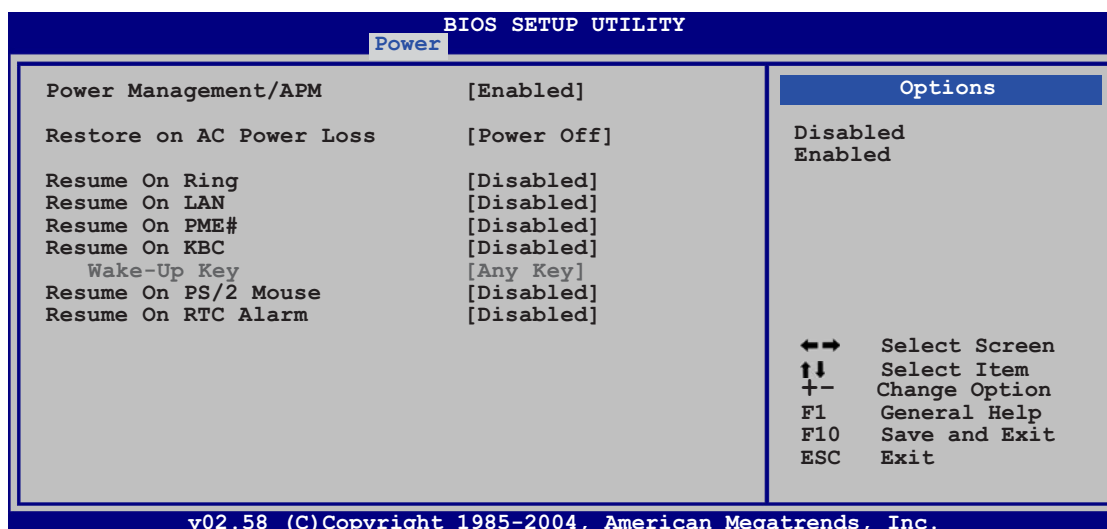 BIOS SETUP UTILITY
Power
Power Management/APM [Enabled]
Restore on AC Power Loss [Power Off]
Resume On Ring [Disabled]
Resume On LAN [Disabled]
Resume On PME# [Disabled]
Resume On KBC [Disabled]
Wake-Up Key [Any Key]
Resume On PS/2 Mouse [Disabled]
Resume On RTC Alarm [Disabled]
Options
Disabled
Enabled
←→ Select Screen
↑↓ Select Item
+- Change Option
F1 General Help
F10 Save and Exit
ESC Exit
v02.58 (C)Copyright 1985-2004, American Megatrends, Inc.